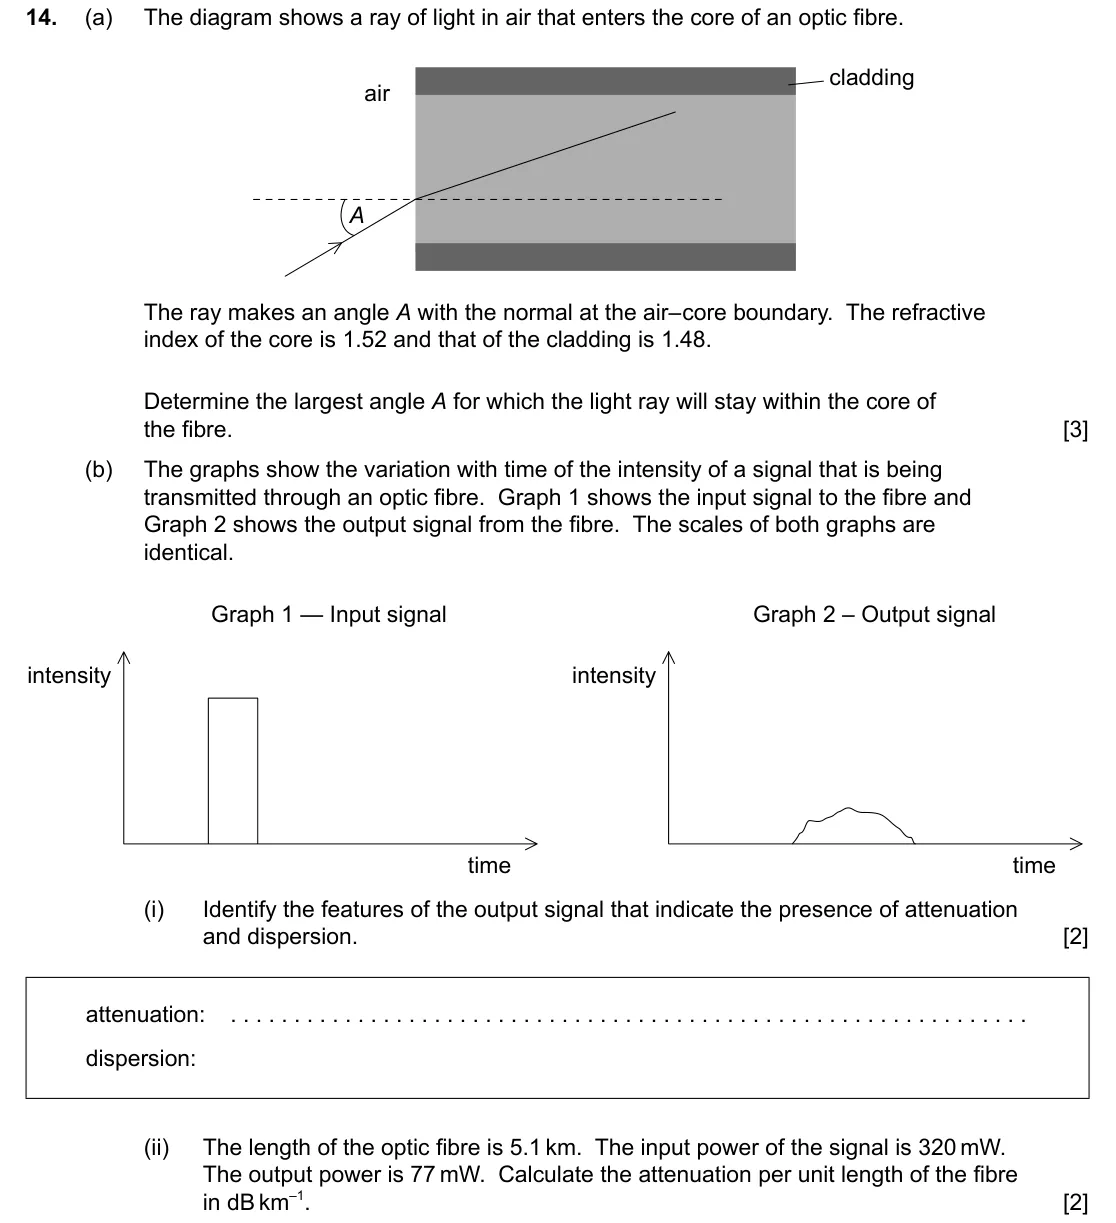 14. (a) The diagram shows a ray of light in air that enters the core of an optic fibre.
cladding
air
A
The ray makes an angle A with the normal at the air–core boundary. The refractive
index of the core is 1.52 and that of the cladding is 1.48.
Determine the largest angle A for which the light ray will stay within the core of
the fibre. [3]
(b) The graphs show the variation with time of the intensity of a signal that is being
transmitted through an optic fibre. Graph 1 shows the input signal to the fibre and
Graph 2 shows the output signal from the fibre. The scales of both graphs are
identical.
Graph 1 — Input signal
Graph 2 – Output signal
intensity
intensity
time
time
(i) Identify the features of the output signal that indicate the presence of attenuation
and dispersion. [2]
attenuation: . . . . . . . . . . . . . . . . . . . . . . . . . . . . . . . . . . . . . . . . . . . . . . . . . . . . . . . . . . . . . . .
dispersion:
(ii) The length of the optic fibre is 5.1 km. The input power of the signal is 320 mW.
The output power is 77 mW. Calculate the attenuation per unit length of the fibre
in dB km⁻¹. [2]